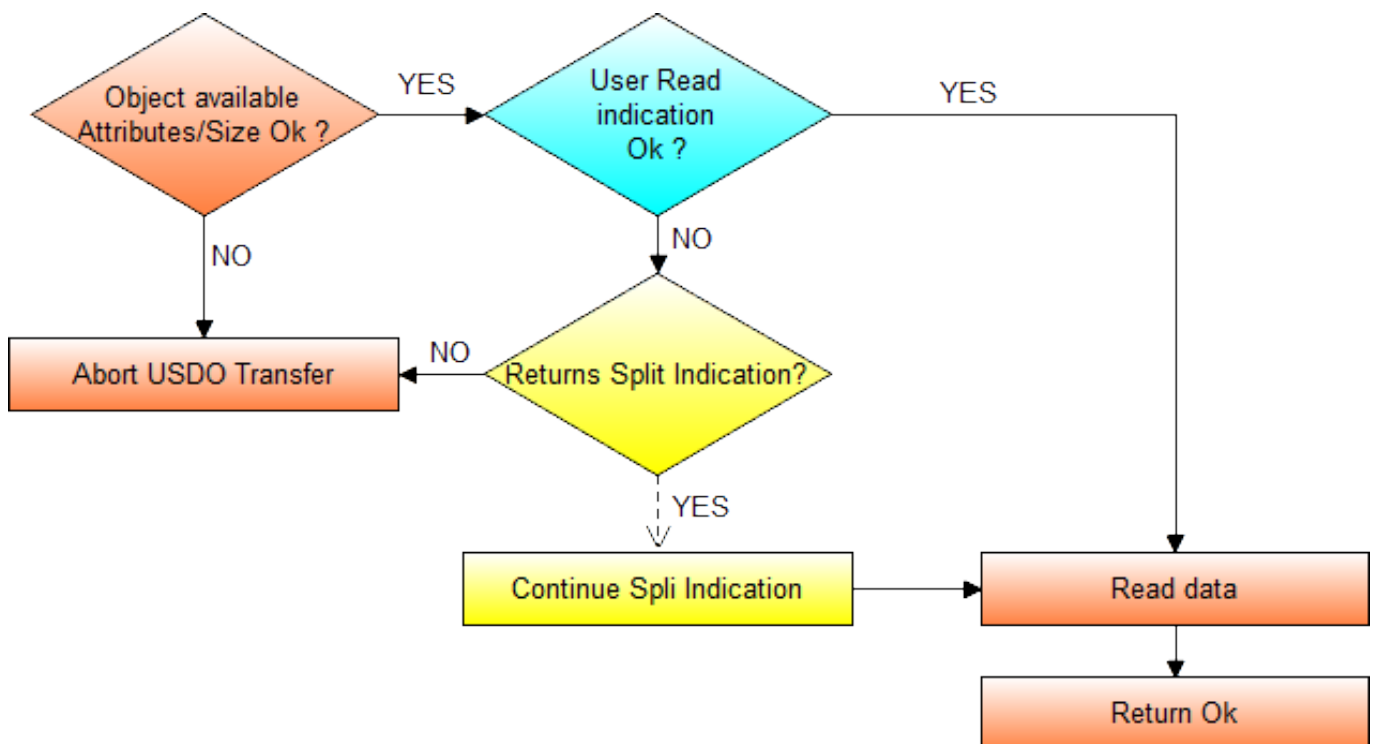 Object available
Attributes/Size Ok ?
YES
User Read
indication
Ok ?
YES
NO
NO
Abort USDO Transfer
NO
Returns Split Indication?
YES
Continue Spli Indication
Read data
Return Ok